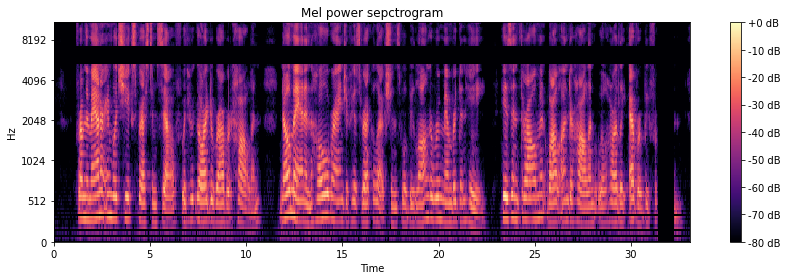 Mel power sepctrogram
8192
4096
2048
1024
512
0
Hz
0 5 10 15 20 25 30
Time
+0 dB
-10 dB
-20 dB
-30 dB
-40 dB
-50 dB
-60 dB
-70 dB
-80 dB